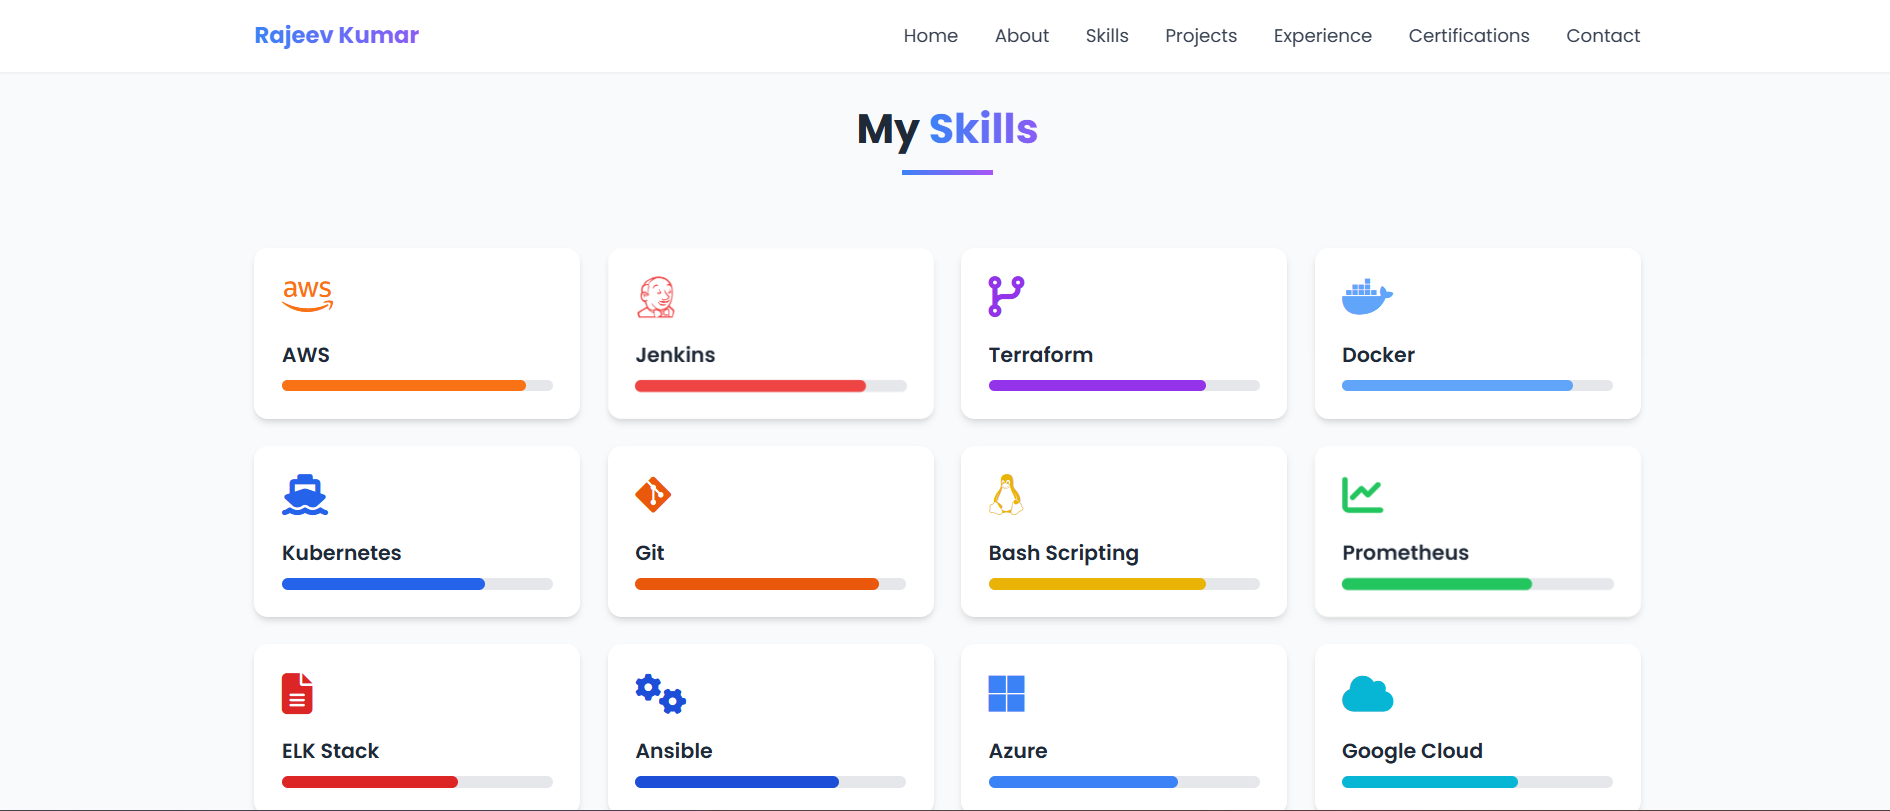 Rajeev Kumar
Home About Skills Projects Experience Certifications Contact
My Skills
aws
AWS
Jenkins
Terraform
Docker
Kubernetes
Git
Bash Scripting
Prometheus
ELK Stack
Ansible
Azure
Google Cloud